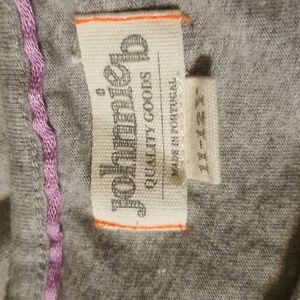 Johnnie b
QUALITY GOODS
MADE IN PORTUGAL
11-12Y